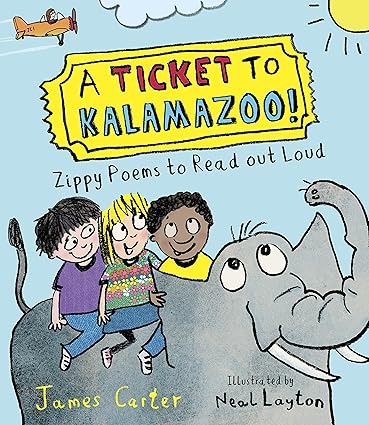 A TICKET TO
KALAMAZOO!
Zippy Poems to Read out Loud
James Carter
Illustrated by
Neal Layton